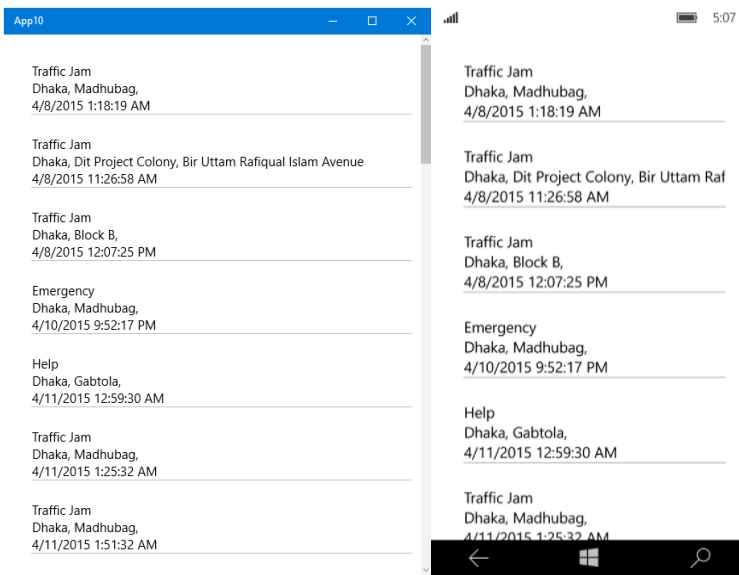 App10
Traffic Jam
Dhaka, Madhubag,
4/8/2015 1:18:19 AM
Traffic Jam
Dhaka, Dit Project Colony, Bir Uttam Rafiqual Islam Avenue
4/8/2015 11:26:58 AM
Traffic Jam
Dhaka, Block B,
4/8/2015 12:07:25 PM
Emergency
Dhaka, Madhubag,
4/10/2015 9:52:17 PM
Help
Dhaka, Gabtola,
4/11/2015 12:59:30 AM
Traffic Jam
Dhaka, Madhubag,
4/11/2015 1:25:32 AM
Traffic Jam
Dhaka, Madhubag,
4/11/2015 1:51:32 AM
5:07
Traffic Jam
Dhaka, Madhubag,
4/8/2015 1:18:19 AM
Traffic Jam
Dhaka, Dit Project Colony, Bir Uttam Raf
4/8/2015 11:26:58 AM
Traffic Jam
Dhaka, Block B,
4/8/2015 12:07:25 PM
Emergency
Dhaka, Madhubag,
4/10/2015 9:52:17 PM
Help
Dhaka, Gabtola,
4/11/2015 12:59:30 AM
Traffic Jam
Dhaka, Madhubag,
4/11/2015 1:25:32 AM